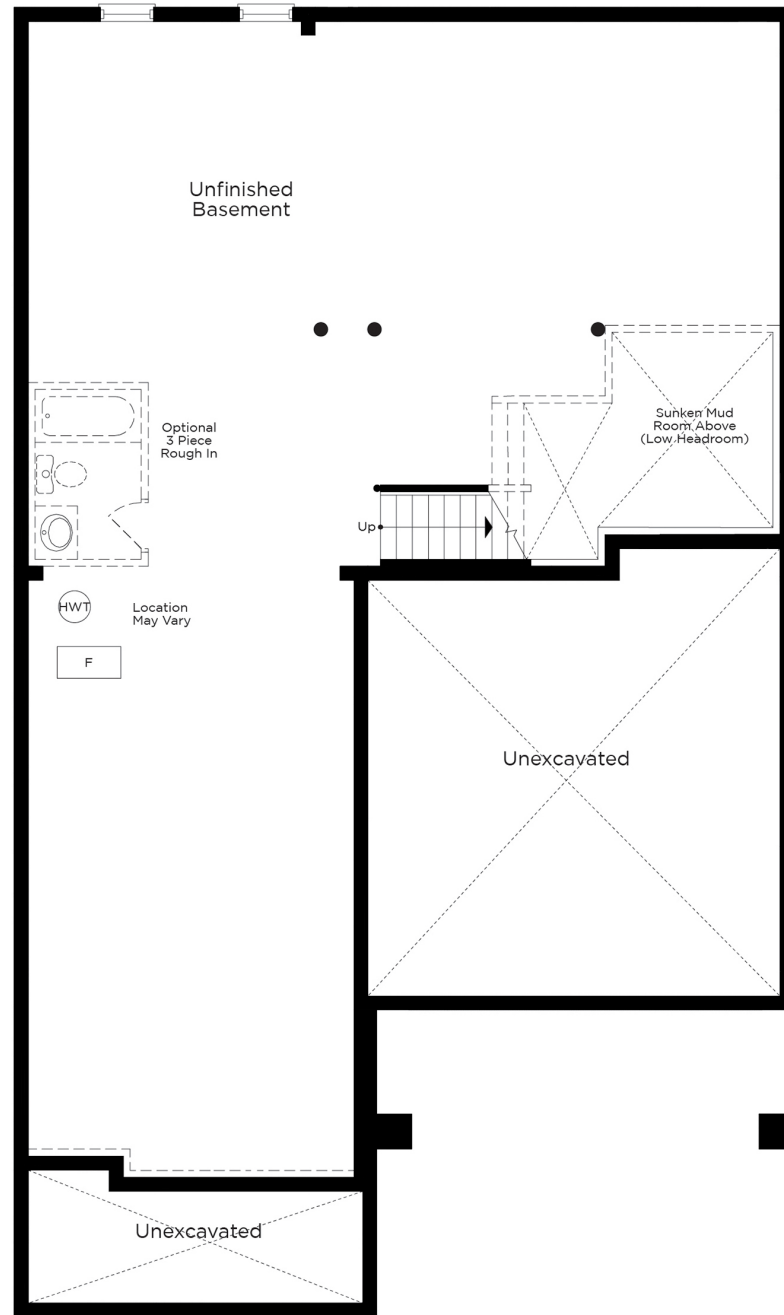 Unfinished
Basement
Optional
3 Piece
Rough In
Sunken Mud
Room Above
(Low Headroom)
Up
HWT
Location
May Vary
F
Unexcavated
Unexcavated